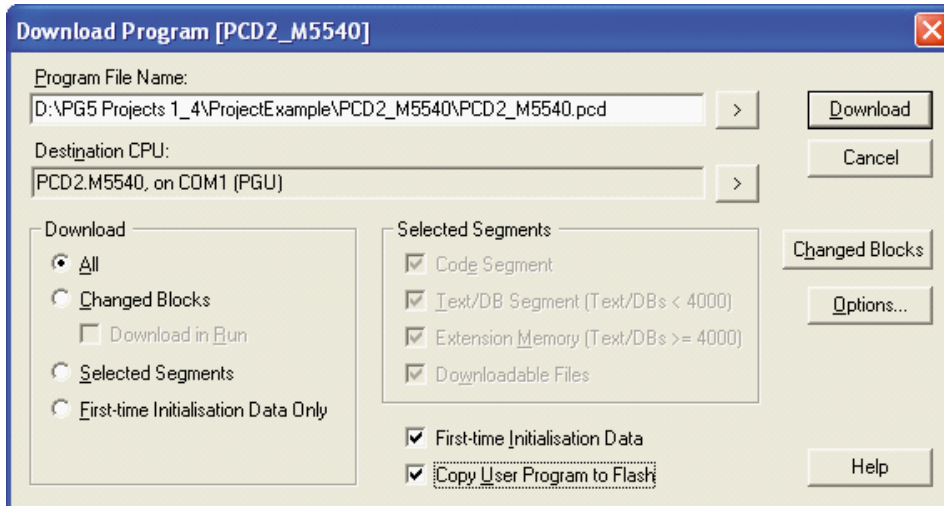 Download Program [PCD2_M5540]
Program File Name:
D:\PG5 Projects 1_4\ProjectExample\PCD2_M5540\PCD2_M5540.pcd
>
Download
Destination CPU:
Cancel
PCD2.M5540, on COM1 (PGU)
>
Download
All
Changed Blocks
Download in Run
Selected Segments
First-time Initialisation Data Only
Selected Segments
Code Segment
Text/DB Segment (Text/DBs < 4000)
Extension Memory (Text/DBs >= 4000)
Downloadable Files
First-time Initialisation Data
Copy User Program to Flash
Changed Blocks
Options...
Help